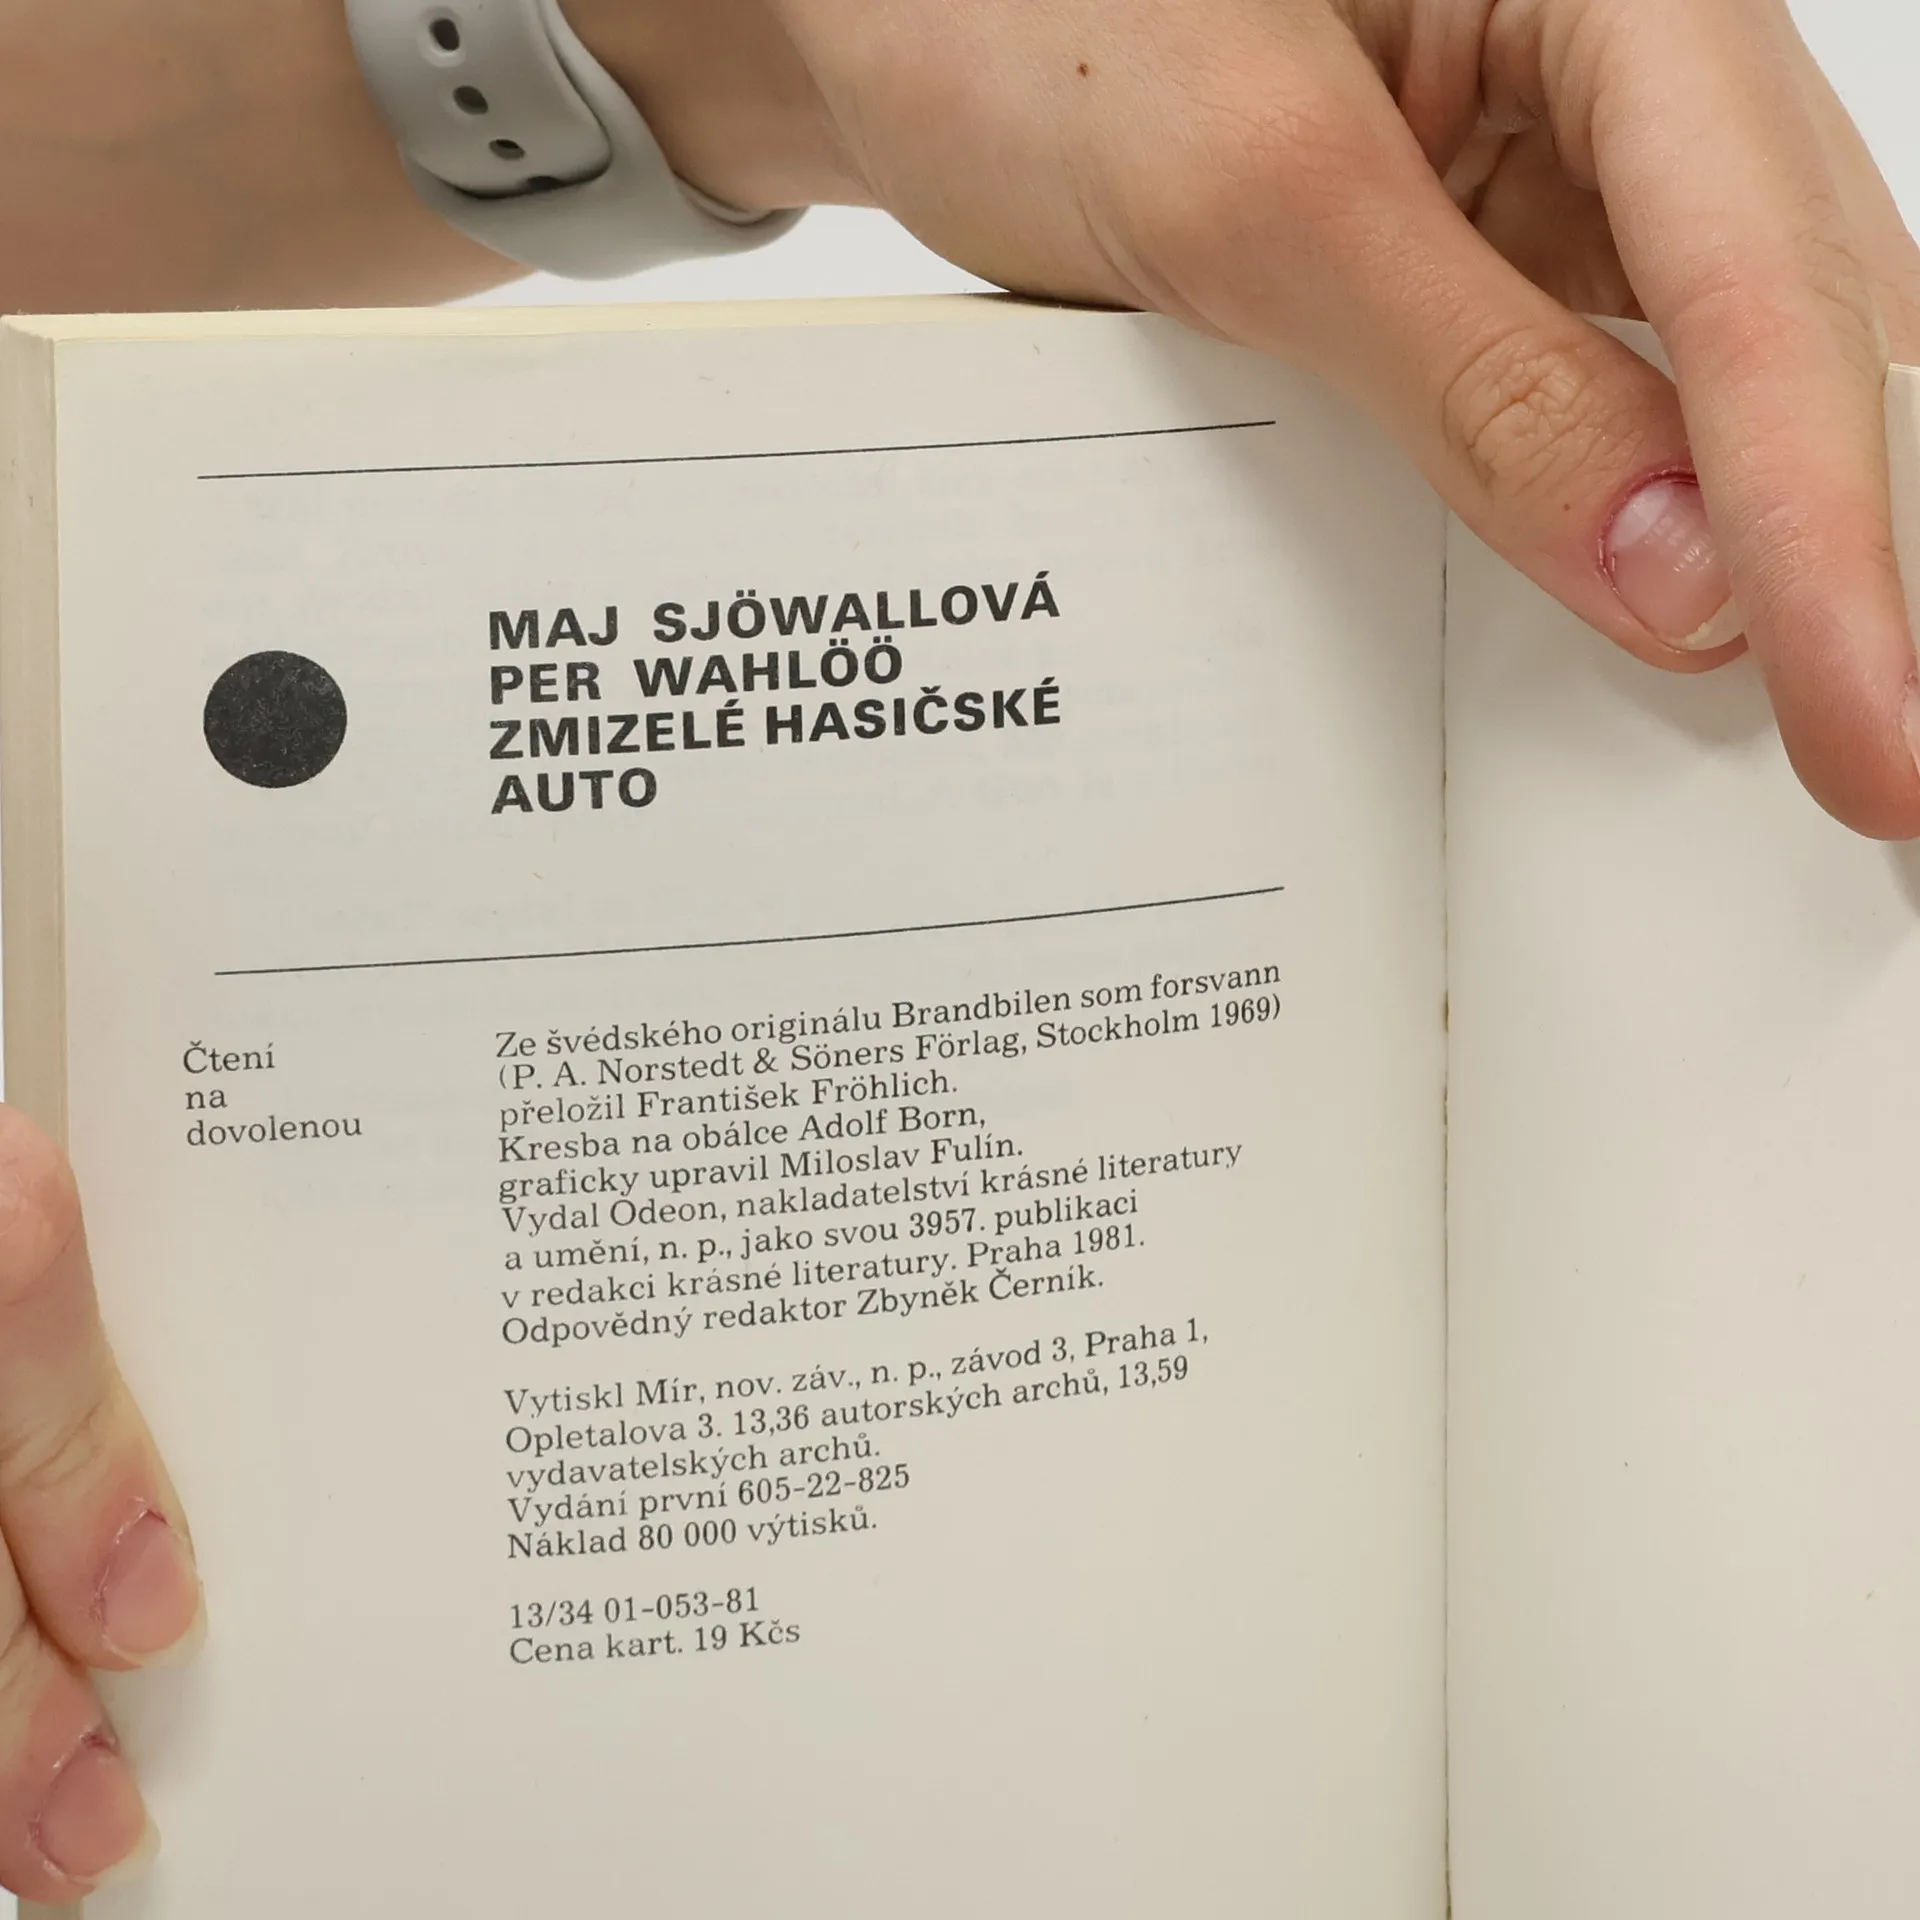 MAJ SJÖWALLOVÁ
PER WAHLÖÖ
ZMIZELÉ HASIČSKÉ
AUTO
Čtení
na
dovolenou
Ze švédského originálu Brandbilen som forsvann
(P. A. Norstedt & Söners Förlag, Stockholm 1969)
přeložil František Fröhlich.
Kresba na obálce Adolf Born,
graficky upravil Miloslav Fulín.
Vydal Odeon, nakladatelství krásné literatury
a umění, n. p., jako svou 3957. publikaci
v redakci krásné literatury. Praha 1981.
Odpovědný redaktor Zbyněk Černík.
Vytiskl Mír, nov. záv., n. p., závod 3, Praha 1,
Opletalova 3. 13,36 autorských archů, 13,59
vydavatelských archů.
Vydání první 605-22-825
Náklad 80 000 výtisků.
13/34 01-053-81
Cena kart. 19 Kčs